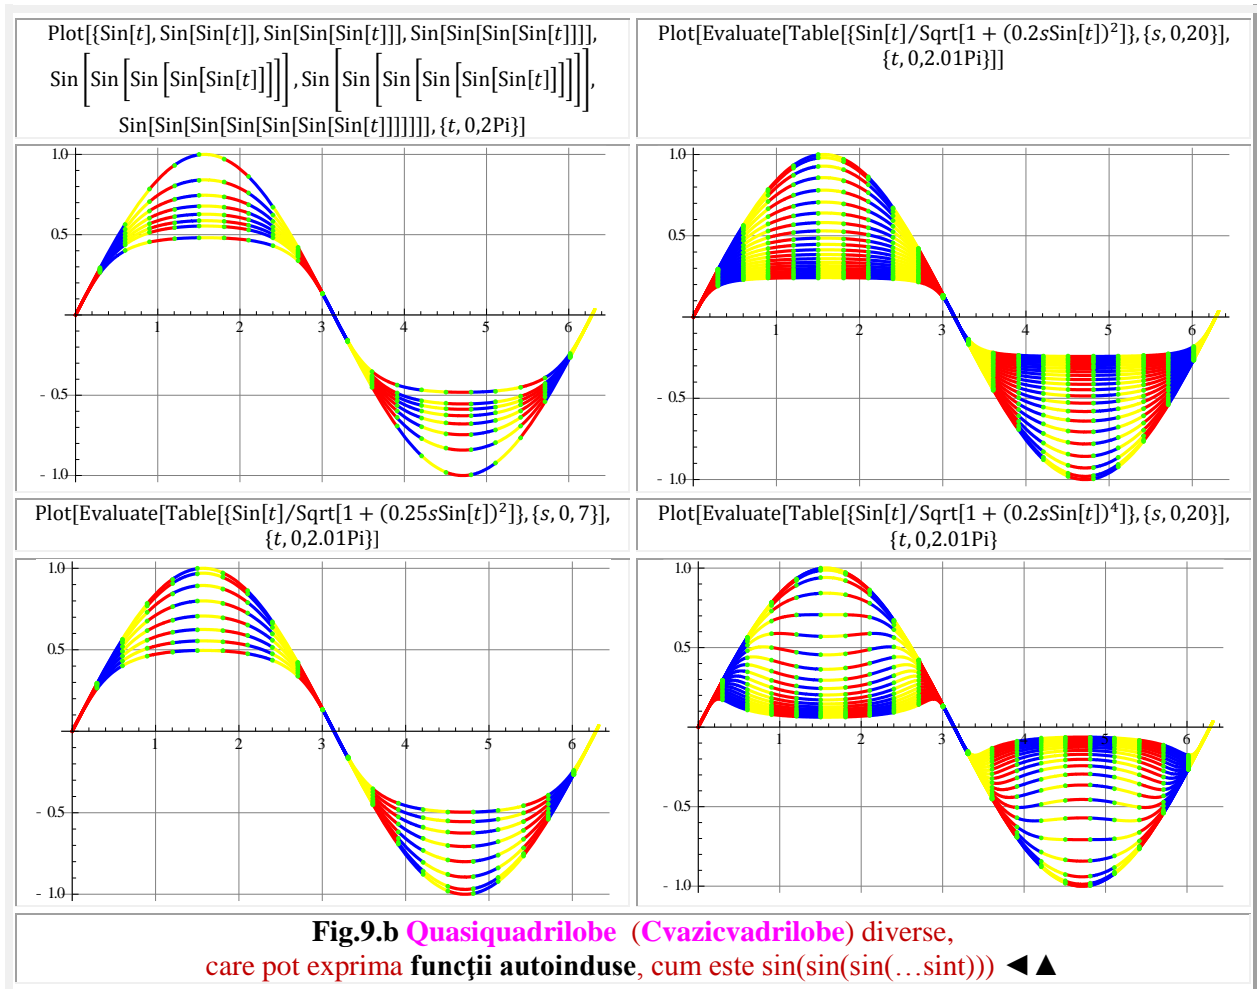 Plot[{Sin[t], Sin[Sin[t]], Sin[Sin[Sin[t]]], Sin[Sin[Sin[Sin[t]]]],
Sin[Sin[Sin[Sin[Sin[t]]]]], Sin[Sin[Sin[Sin[Sin[Sin[t]]]]]],
Sin[Sin[Sin[Sin[Sin[Sin[Sin[t]]]]]]], {t, 0,2Pi}]
Plot[Evaluate[Table[{Sin[t]/Sqrt[1 + (0.2sSin[t])²]}, {s, 0,20}],
{t, 0,2.01Pi}]]
1.0
0.5
- 0.5
- 1.0
1 2 3 4 5 6
1.0
0.5
- 0.5
- 1.0
1 2 3 4 5 6
Plot[Evaluate[Table[{Sin[t]/Sqrt[1 + (0.25sSin[t])²]}, {s, 0, 7}],
{t, 0,2.01Pi}]
Plot[Evaluate[Table[{Sin[t]/Sqrt[1 + (0.2sSin[t])⁴]}, {s, 0,20}],
{t, 0,2.01Pi}
1.0
0.5
- 0.5
- 1.0
1 2 3 4 5 6
1.0
0.5
- 0.5
- 1.0
1 2 3 4 5 6
Fig.9.b Quasiquadrilobe (Cvazicvadrilobe) diverse,
care pot exprima funcţii autoinduse, cum este sin(sin(sin(…sint))) ◄▲